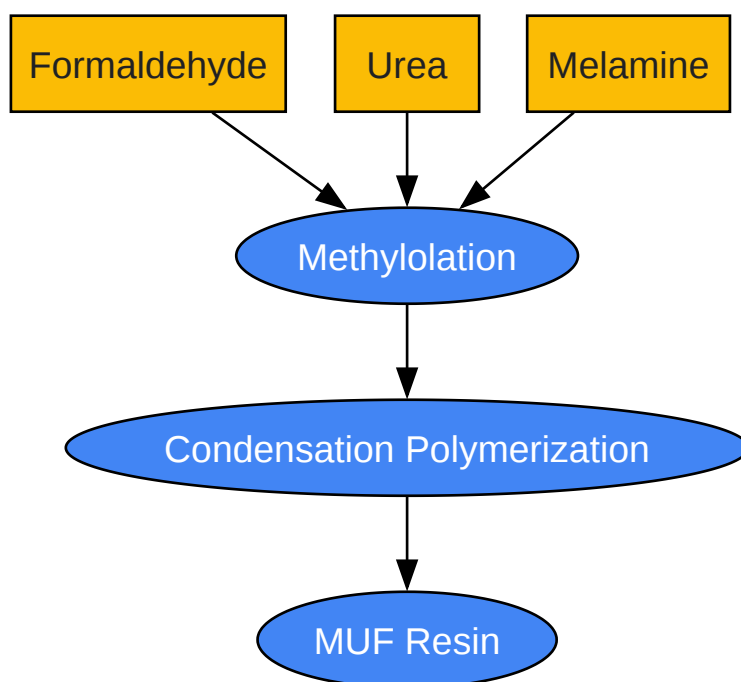 Formaldehyde
Urea
Melamine
Methylolation
Condensation Polymerization
MUF Resin